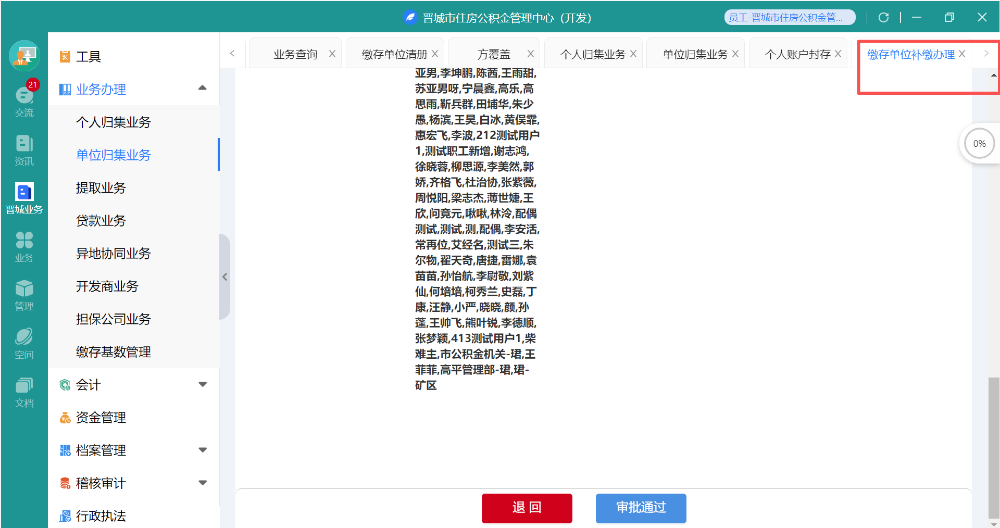 晋城市住房公积金管理中心（开发）
员工-晋城市住房公积金管...
21
交流
资讯
晋城业务
业务
管理
空间
文档
工具
业务办理
个人归集业务
单位归集业务
提取业务
贷款业务
异地协同业务
开发商业务
担保公司业务
缴存基数管理
会计
资金管理
档案管理
稽核审计
行政执法
业务查询
缴存单位清册
方覆盖
个人归集业务
单位归集业务
个人账户封存
缴存单位补缴办理
亚男,李坤鹏,陈茜,王雨甜,
苏亚男呀,宁晨鑫,高乐,高
思雨,靳兵群,田埔华,朱少
愚,杨滨,王昊,白冰,黄俣霏,
惠宏飞,李波,212测试用户
1,测试职工新增,谢志鸿,
徐晓蓉,柳思源,李美然,郭
娇,齐格飞,杜治协,张紫薇,
周悦阳,梁志杰,薄世婕,王
欣,问竟元,啾啾,林泠,配偶
测试,测试,测,配偶,李安活,
常再位,艾经名,测试三,朱
尔物,翟天奇,唐捷,雷娜,袁
苗苗,孙怡航,李尉敬,刘紫
仙,何培培,柯秀兰,史磊,丁
康,汪静,小严,晓晓,颜,孙
蓬,王帅飞,熊叶锐,李德顺,
张梦颖,413测试用户1,柴
难主,市公积金机关-珺,王
菲菲,高平管理部-珺,珺-
矿区
0%
退 回
审批通过